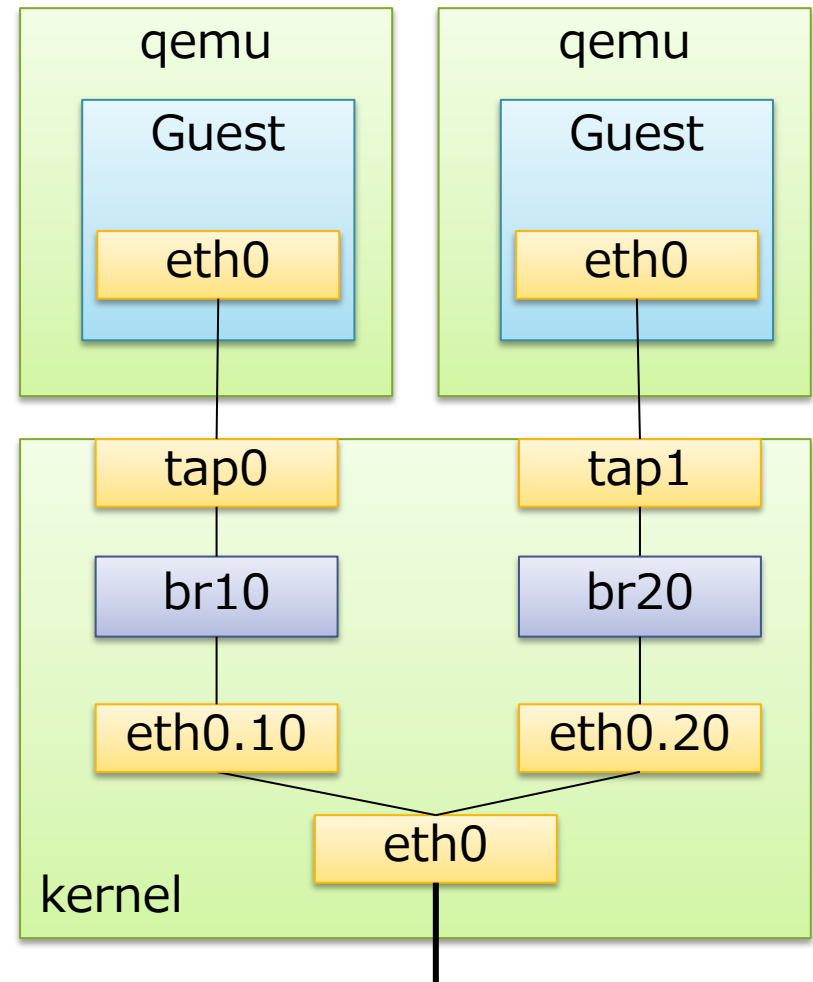 qemu
qemu
Guest
Guest
eth0
eth0
tap0
tap1
br10
br20
eth0.10
eth0.20
eth0
kernel